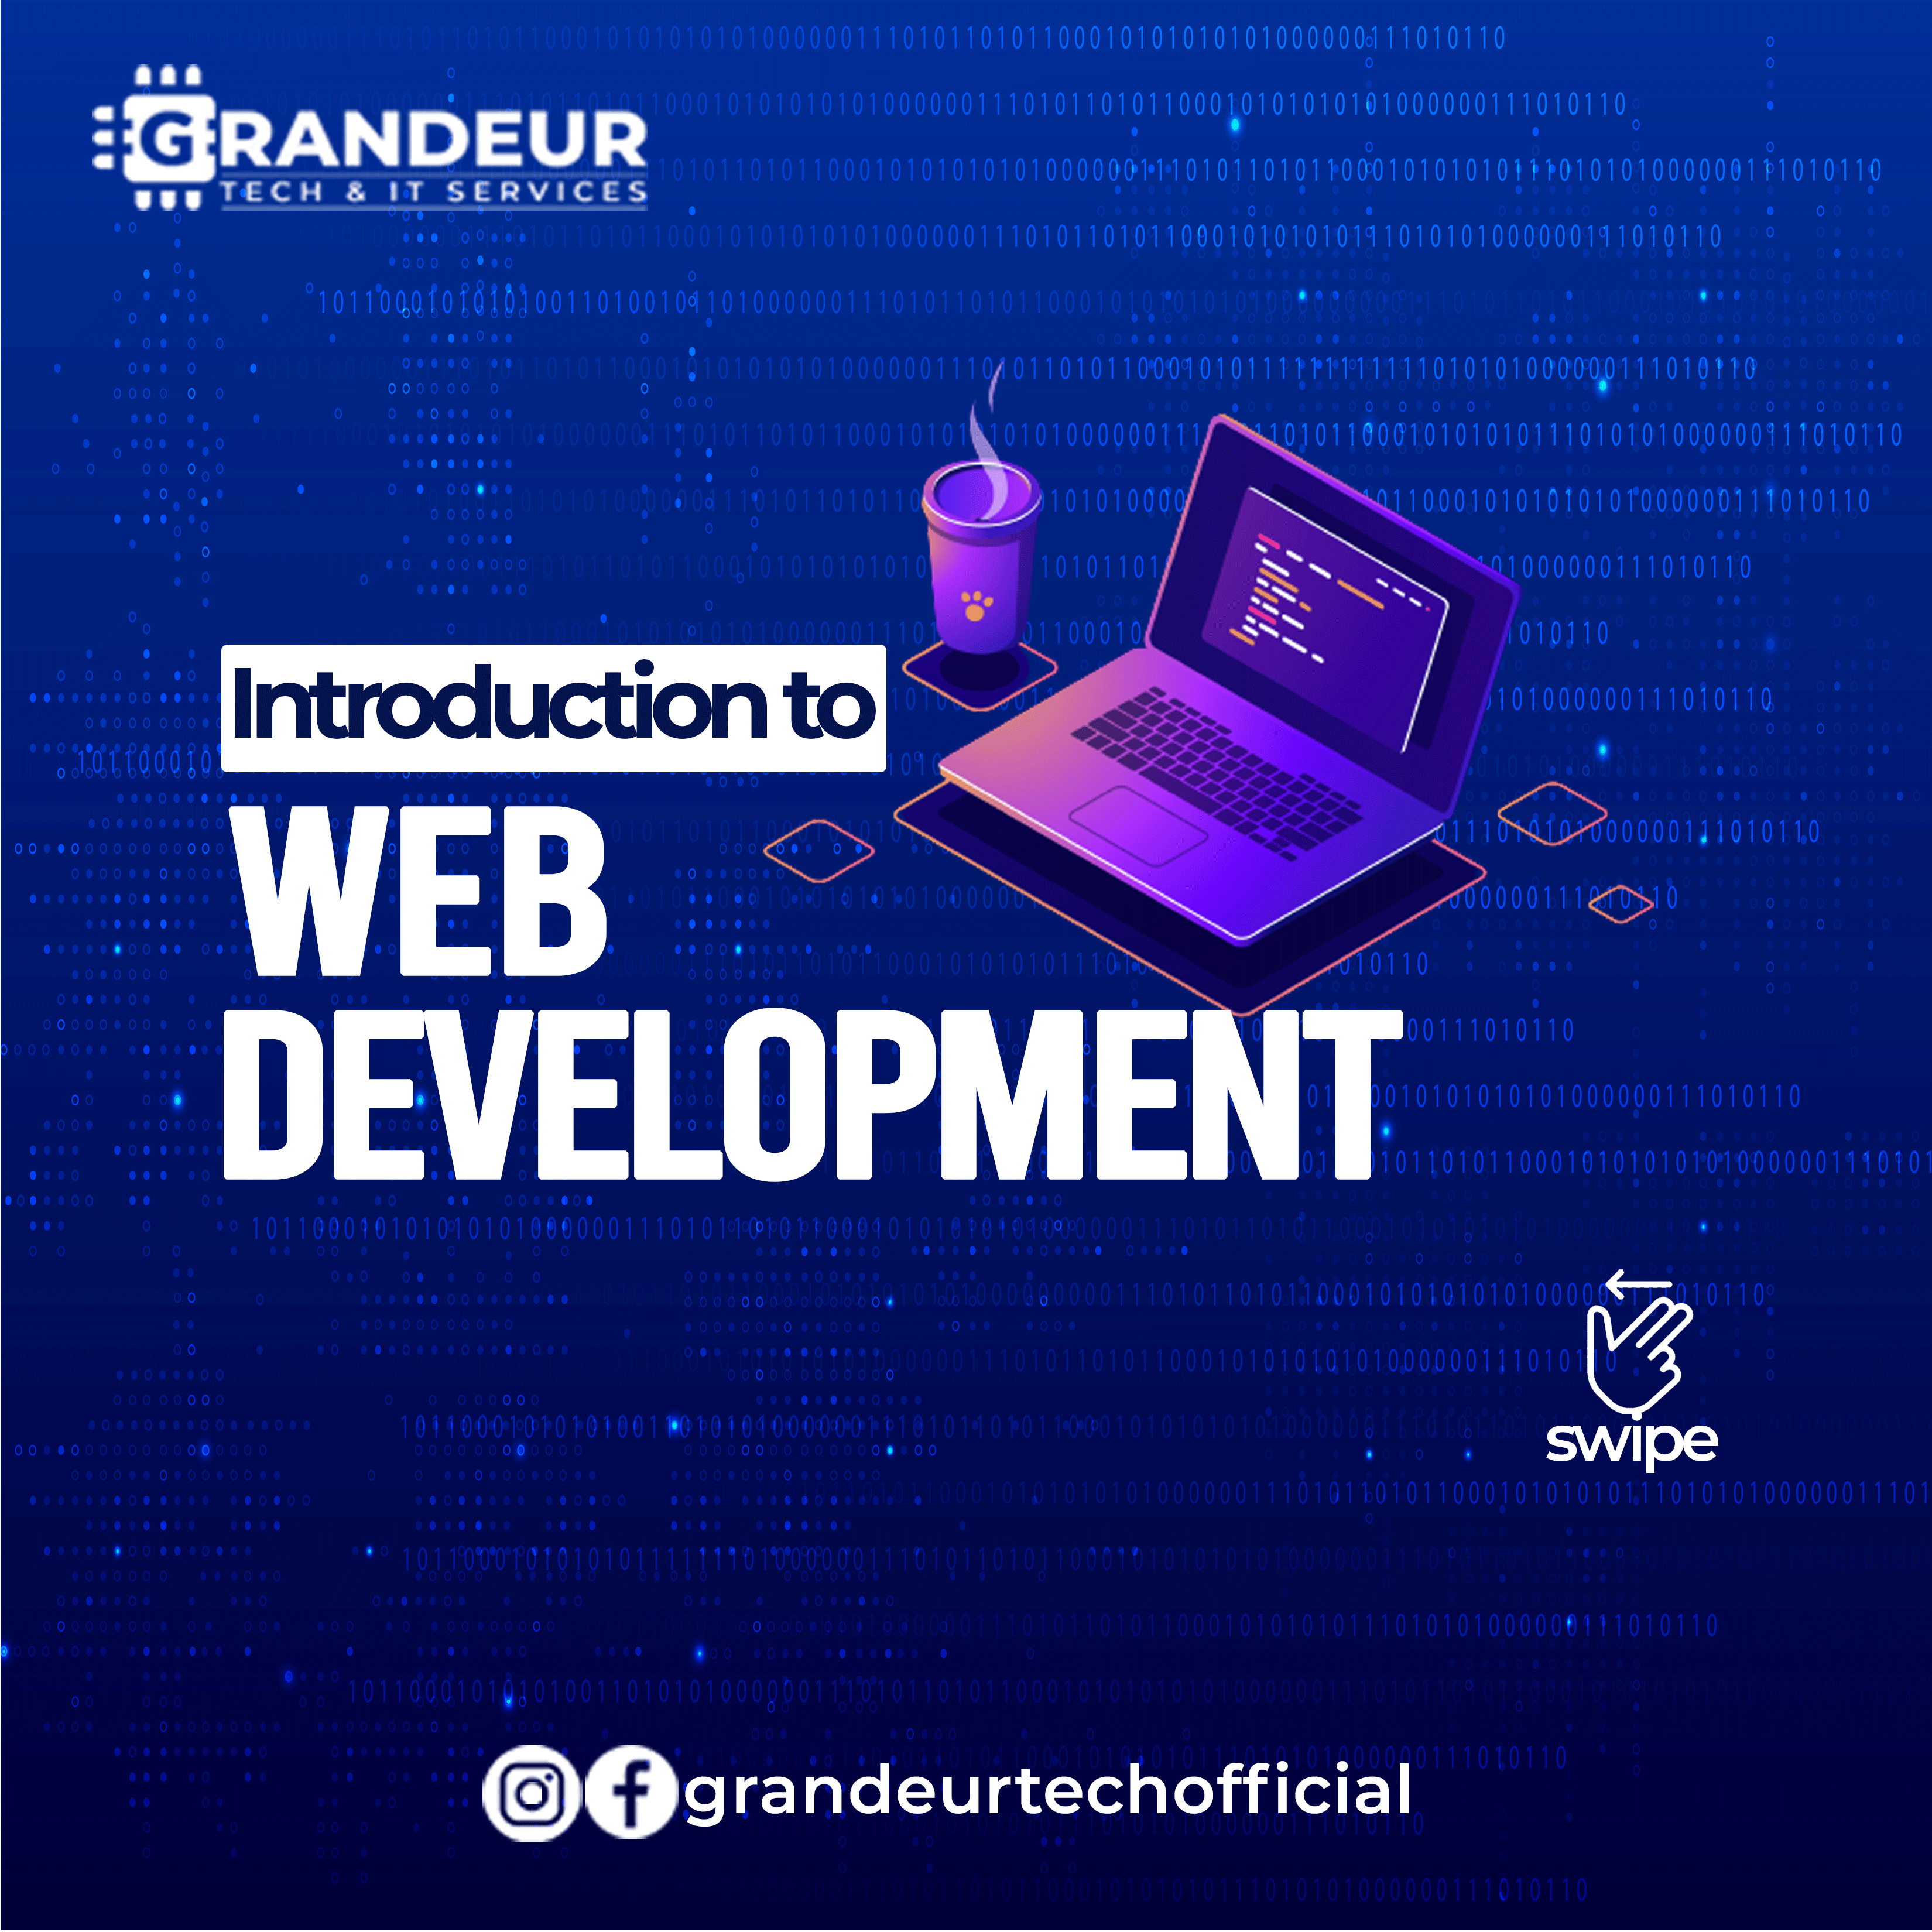 GRANDEUR
TECH & IT SERVICES
Introduction to
WEB
DEVELOPMENT
swipe
grandeurtechofficial